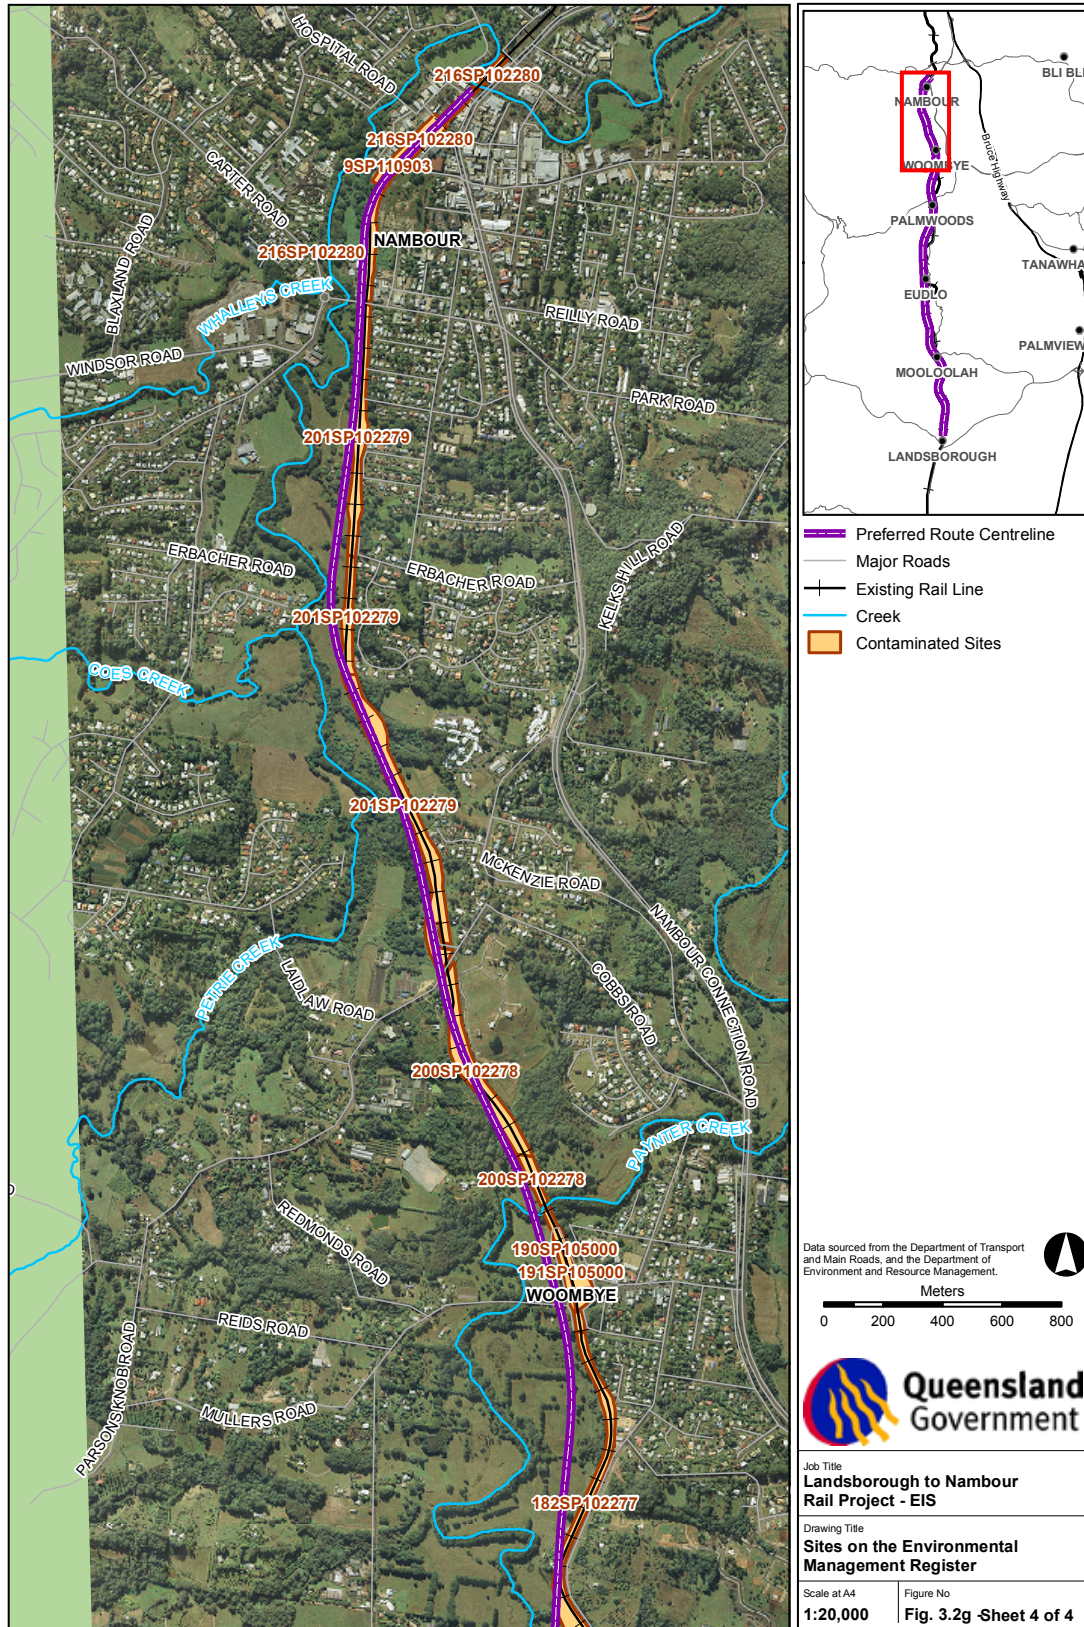 HOSPITAL ROAD
216SP102280
216SP102280
9SP110903
CARTER ROAD
NAMBOUR
216SP102280
BLAXLAND ROAD
WHALLEYS CREEK
REILLY ROAD
WINDSOR ROAD
PARK ROAD
201SP102279
ERBACHER ROAD
ERBACHER ROAD
KELKS HILL ROAD
201SP102279
COES CREEK
201SP102279
MCKENZIE ROAD
NAMBOUR CONNECTION ROAD
PETRIE CREEK
LAIDLAW ROAD
COBBS ROAD
200SP102278
PAYNTER CREEK
200SP102278
REDMONDS ROAD
190SP105000
191SP105000
WOOMBYE
REIDS ROAD
PARSONS KNOB ROAD
MULLERS ROAD
182SP102277
BLI BLI
NAMBOUR
Bruce Highway
WOOMBYE
PALMWOODS
TANAWHA
EUDLO
PALMVIEW
MOOLOOLAH
LANDSBOROUGH
Preferred Route Centreline
Major Roads
Existing Rail Line
Creek
Contaminated Sites
Data sourced from the Department of Transport
and Main Roads, and the Department of
Environment and Resource Management.
Meters
0 200 400 600 800
Queensland
Government
Job Title
Landsborough to Nambour
Rail Project - EIS
Drawing Title
Sites on the Environmental
Management Register
Scale at A4
1:20,000
Figure No
Fig. 3.2g -Sheet 4 of 4